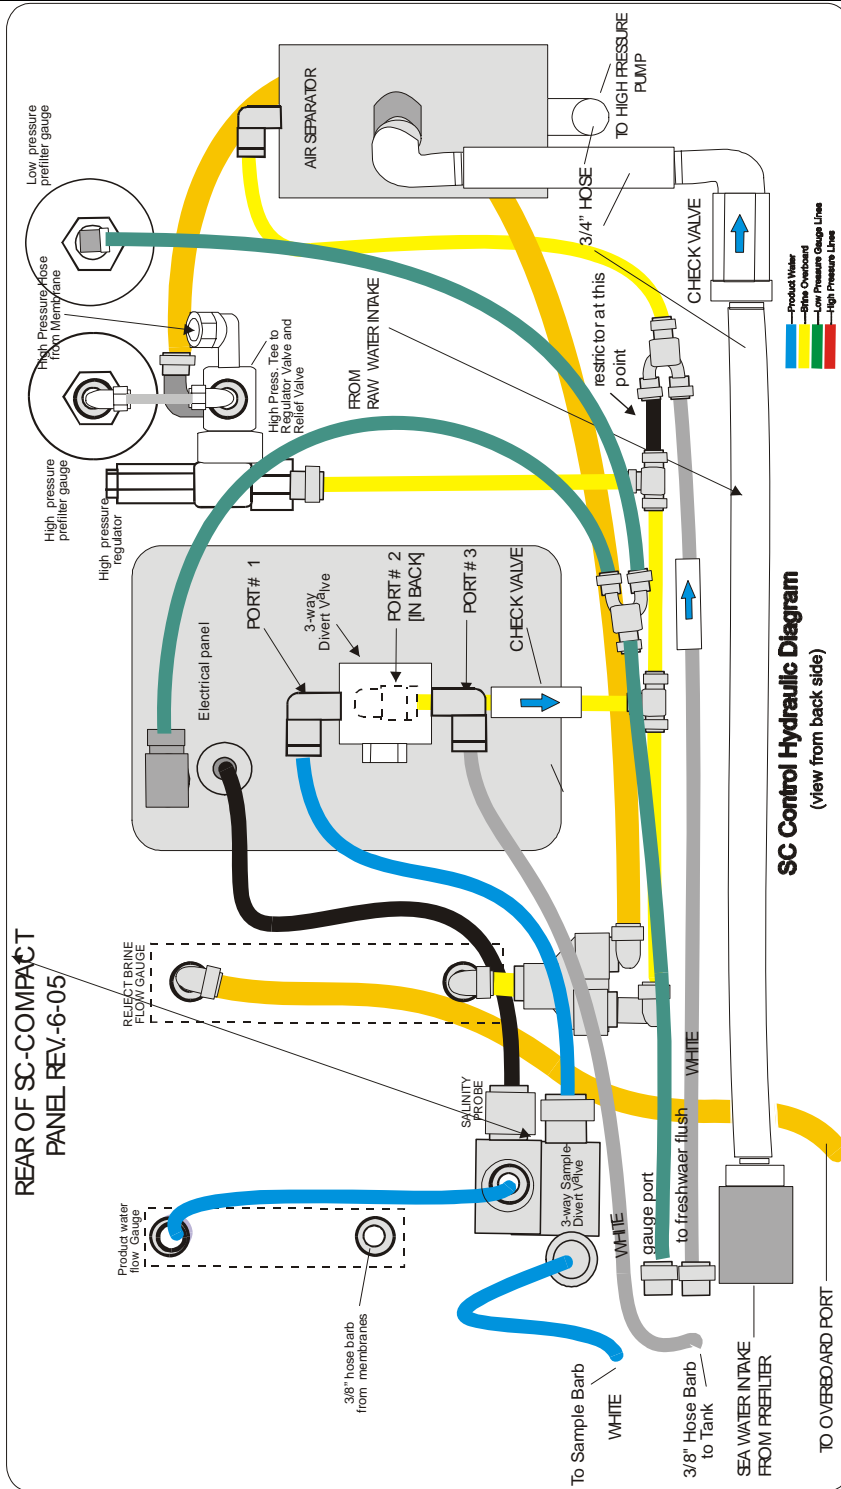 REAR OF SC-COMPACT
PANEL REV.-6-05
Low pressure
prefilter gauge
High Pressure Hose
from Membrane
High pressure
prefilter gauge
High pressure
regulator
High Press. Tee to
Regulator Valve and
Relief Valve
AIR SEPARATOR
TO HIGH PRESSURE
PUMP
3/4" HOSE
CHECK VALVE
FROM
RAW WATER INTAKE
restrictor at this
point
Product Water
Brine Overboard
Low Pressure Gauge Lines
High Pressure Lines
Electrical panel
PORT# 1
3-way
Divert Valve
PORT# 2
[IN BACK]
PORT# 3
CHECK VALVE
SC Control Hydraulic Diagram
(view from back side)
REJECT BRINE
FLOW GAUGE
SALINITY
PROBE
3-way Sample
Divert Valve
Product water
flow Gauge
3/8" hose barb
from membranes
WHITE
WHITE
gauge port
to freshwaer flush
To Sample Barb
WHITE
3/8" Hose Barb
to Tank
SEA WATER INTAKE
FROM PREFILTER
TO OVERBOARD PORT